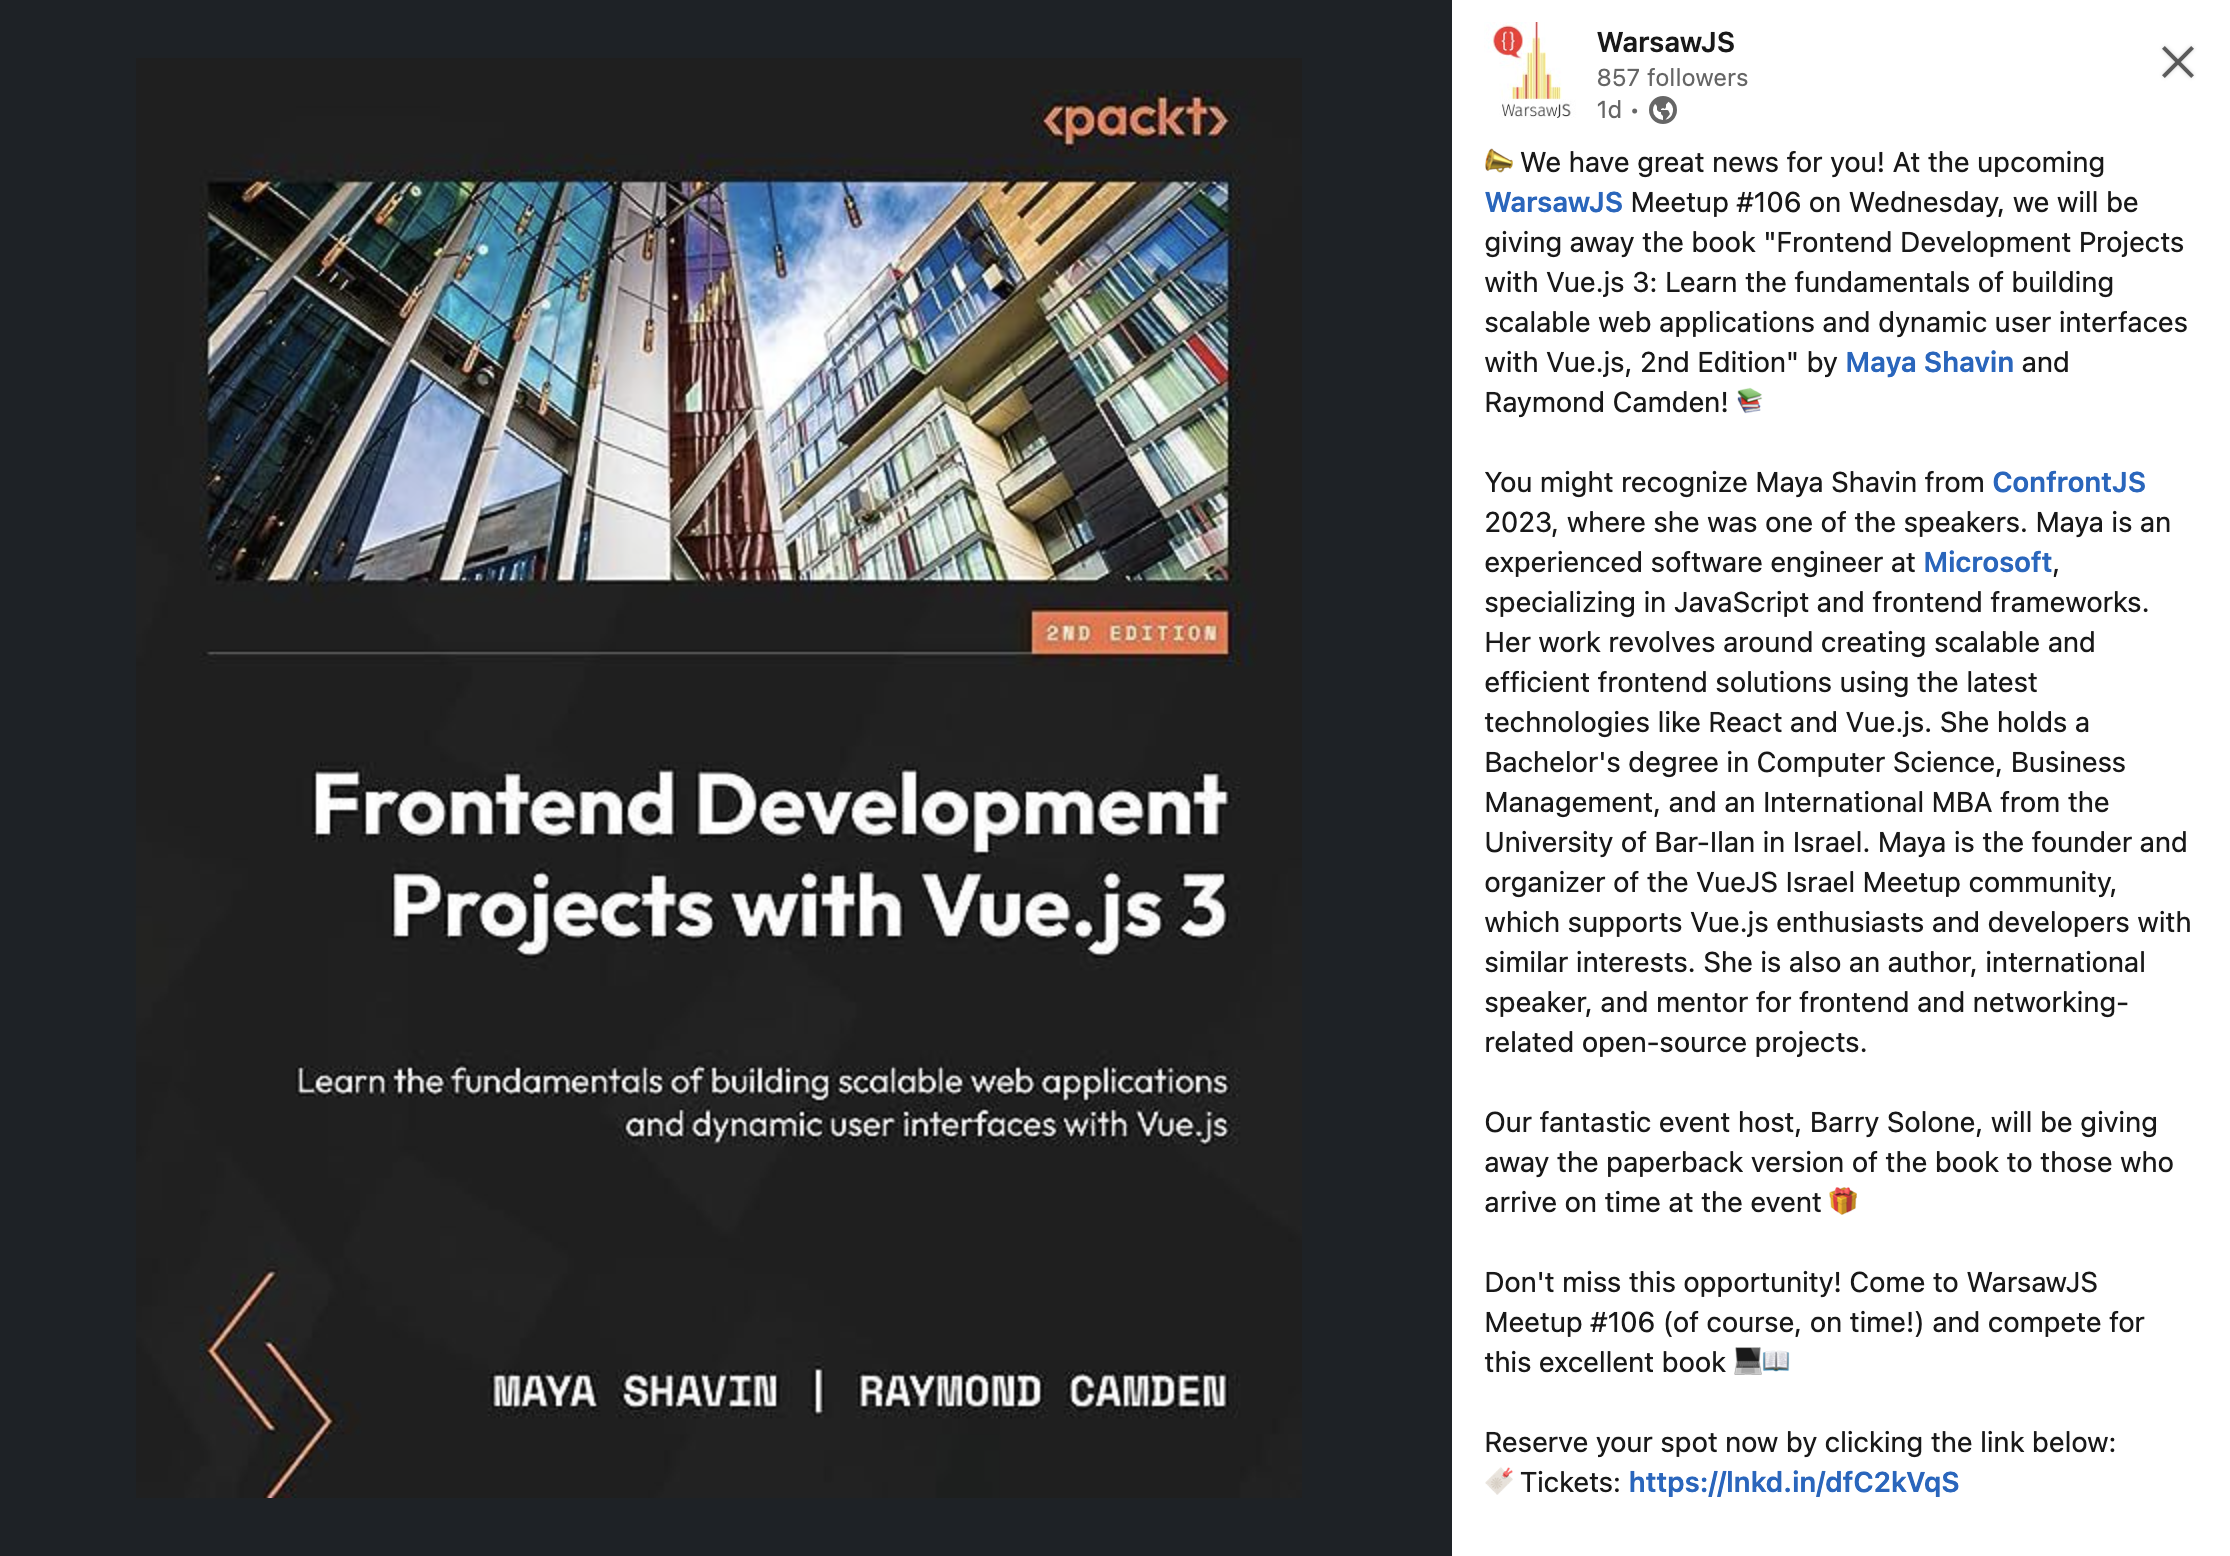 <packt>
2ND EDITION
Frontend Development
Projects with Vue.js 3
Learn the fundamentals of building scalable web applications
and dynamic user interfaces with Vue.js
MAYA SHAVIN | RAYMOND CAMDEN
{}
WarsawJS
WarsawJS
857 followers
1d •
📣 We have great news for you! At the upcoming
WarsawJS Meetup #106 on Wednesday, we will be
giving away the book "Frontend Development Projects
with Vue.js 3: Learn the fundamentals of building
scalable web applications and dynamic user interfaces
with Vue.js, 2nd Edition" by Maya Shavin and
Raymond Camden! 📚
You might recognize Maya Shavin from ConfrontJS
2023, where she was one of the speakers. Maya is an
experienced software engineer at Microsoft,
specializing in JavaScript and frontend frameworks.
Her work revolves around creating scalable and
efficient frontend solutions using the latest
technologies like React and Vue.js. She holds a
Bachelor's degree in Computer Science, Business
Management, and an International MBA from the
University of Bar-Ilan in Israel. Maya is the founder and
organizer of the VueJS Israel Meetup community,
which supports Vue.js enthusiasts and developers with
similar interests. She is also an author, international
speaker, and mentor for frontend and networking-
related open-source projects.
Our fantastic event host, Barry Solone, will be giving
away the paperback version of the book to those who
arrive on time at the event 🎁
Don't miss this opportunity! Come to WarsawJS
Meetup #106 (of course, on time!) and compete for
this excellent book 💻📖
Reserve your spot now by clicking the link below:
🏷️ Tickets: https://lnkd.in/dfC2kVqS